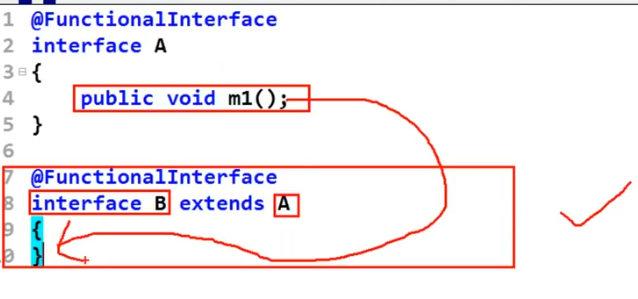 1 @FunctionalInterface
2 interface A
3 {
4 public void m1();
5 }
6
7 @FunctionalInterface
8 interface B extends A
9 {
0 }